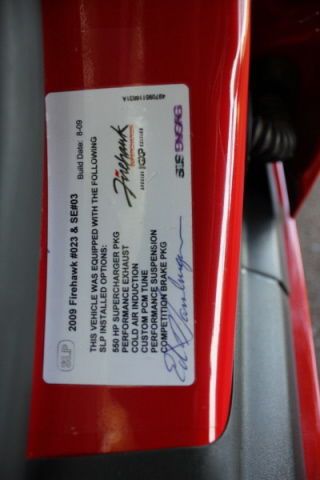 SLP
2009 Firehawk #023 & SE#03
Build Date: 8-09
THIS VEHICLE WAS EQUIPPED WITH THE FOLLOWING
SLP INSTALLED OPTIONS:
550 HP SUPERCHARGER PKG
PERFORMANCE EXHAUST
COLD AIR INDUCTION
CUSTOM PCM TUNE
PERFORMANCE SUSPENSION
COMPETITION BRAKE PKG
Firehawk
GXP